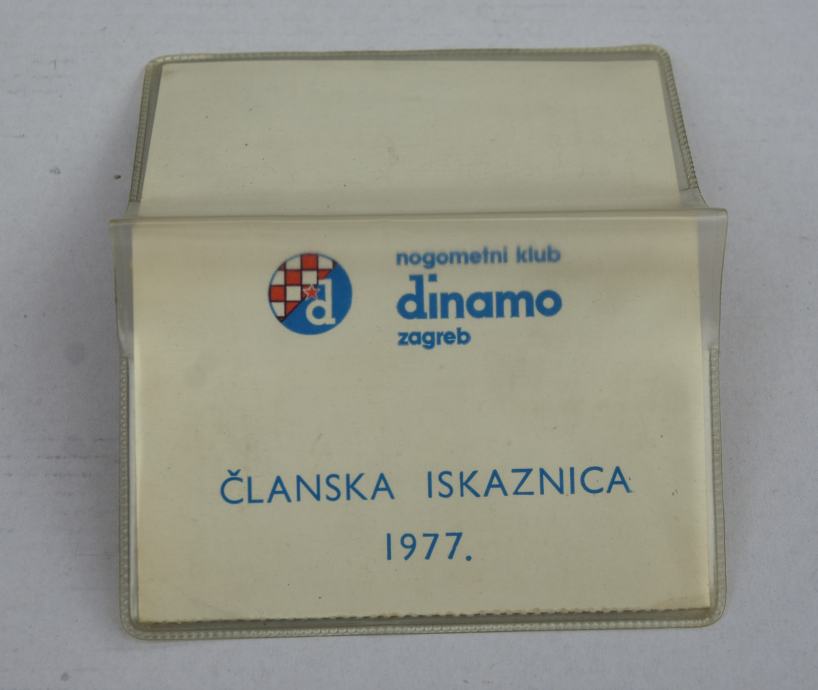 d
nogometni klub
dinamo
zagreb
ČLANSKA ISKAZNICA
1977.